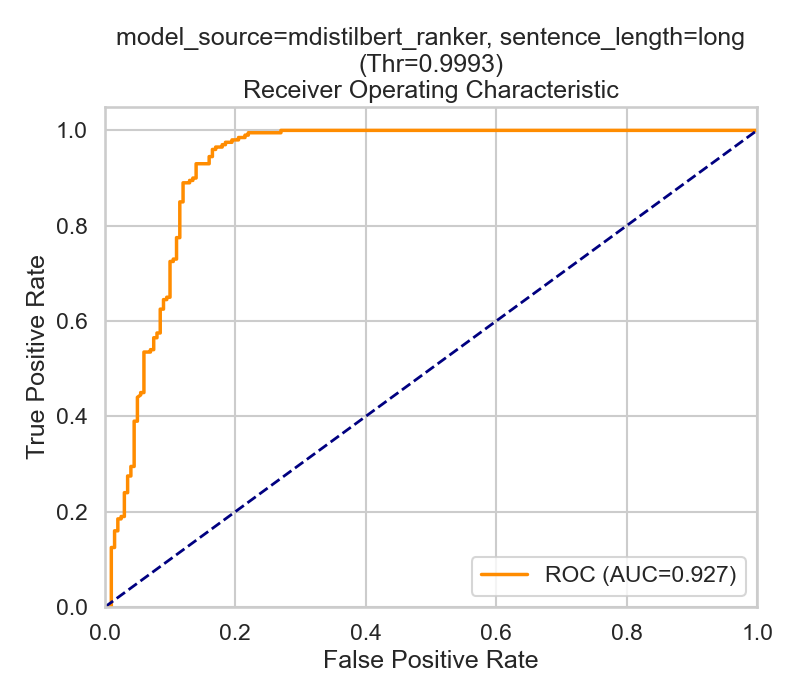 model_source=mdistilbert_ranker, sentence_length=long
(Thr=0.9993)
Receiver Operating Characteristic
1.0
0.8
0.6
0.4
0.2
0.0
True Positive Rate
ROC (AUC=0.927)
0.0 0.2 0.4 0.6 0.8 1.0
False Positive Rate